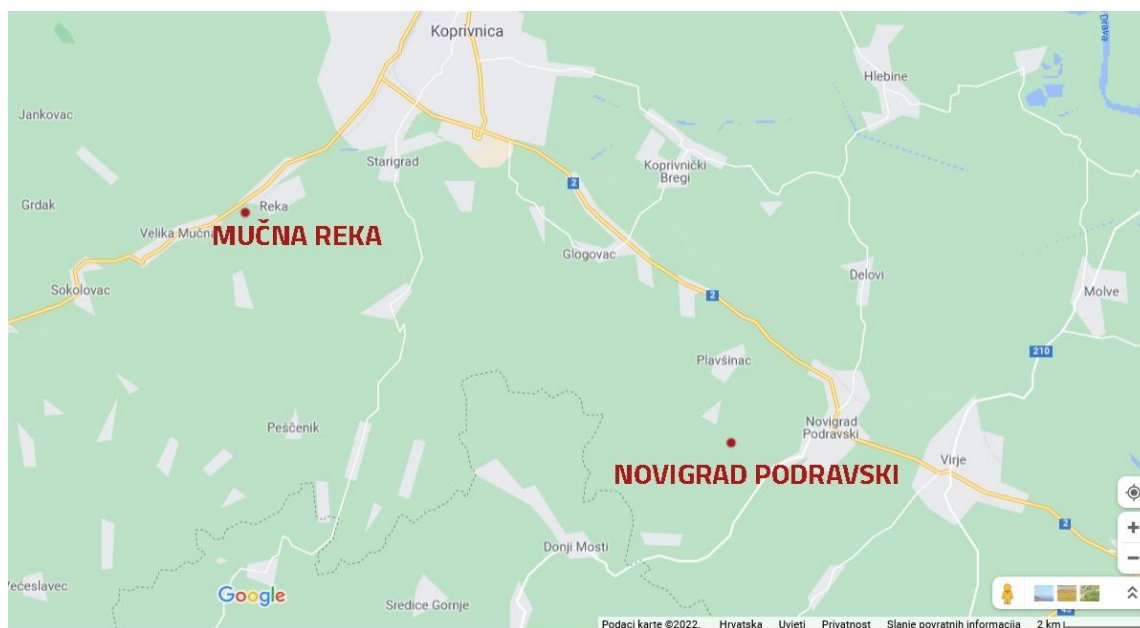 Koprivnica
Drava
Hlebine
Jankovac
Starigrad
Koprivnički
Bregi
2
Grdak
Reka
Velika Mučna
MUČNA REKA
Glogovac
Delovi
Sokolovac
2
Molve
210
Plavšinac
Peščenik
Novigrad
Podravski
Virje
NOVIGRAD PODRAVSKI
2
Donji Mosti
Većeslavec
Google
Sredice Gornje
43
Podaci karte ©2022. Hrvatska Uvjeti Privatnost Slanje povratnih informacija 2 km